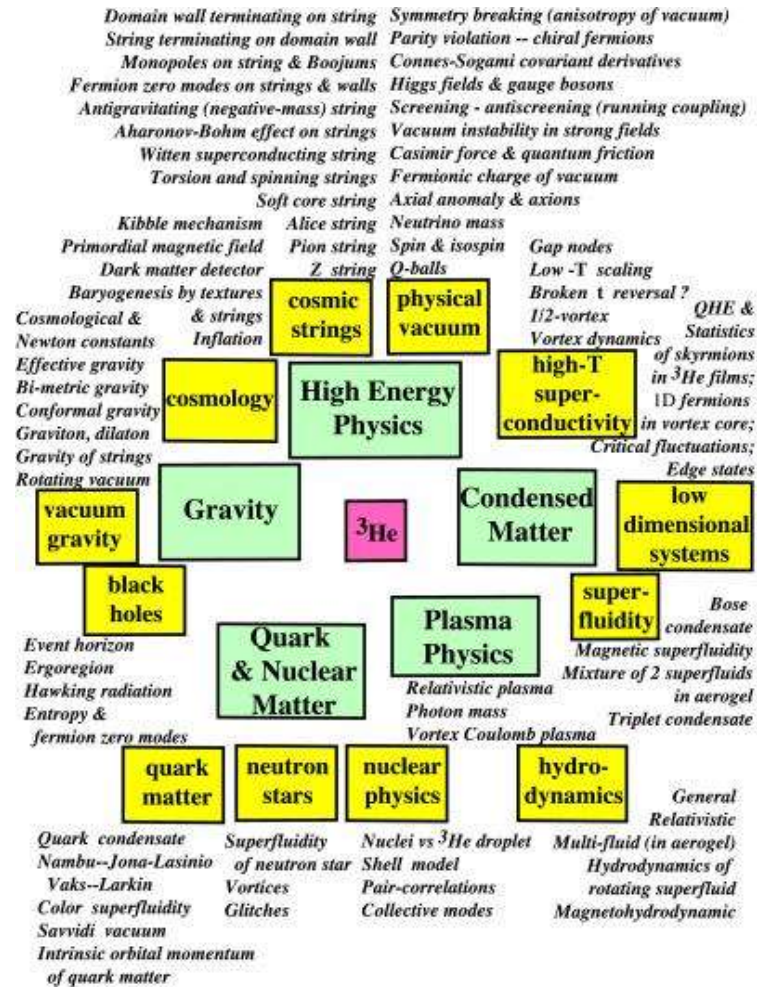 Domain wall terminating on string
String terminating on domain wall
Monopoles on string & Boojums
Fermion zero modes on strings & walls
Antigravitating (negative-mass) string
Aharonov-Bohm effect on strings
Witten superconducting string
Torsion and spinning strings
Soft core string
Symmetry breaking (anisotropy of vacuum)
Parity violation -- chiral fermions
Connes-Sogami covariant derivatives
Higgs fields & gauge bosons
Screening - antiscreening (running coupling)
Vacuum instability in strong fields
Casimir force & quantum friction
Fermionic charge of vacuum
Axial anomaly & axions
Neutrino mass
Spin & isospin
Q-balls
Alice string
Pion string
Z string
Kibble mechanism
Primordial magnetic field
Dark matter detector
Baryogenesis by textures
& strings
Inflation
Gap nodes
Low -T scaling
Broken t reversal ?
1/2-vortex
Vortex dynamics
cosmic
strings
physical
vacuum
Cosmological &
Newton constants
Effective gravity
Bi-metric gravity
Conformal gravity
Graviton, dilaton
Gravity of strings
Rotating vacuum
cosmology
High Energy
Physics
high-T
super-
conductivity
QHE &
Statistics
of skyrmions
in ³He films;
1D fermions
in vortex core;
Critical fluctuations;
Edge states
vacuum
gravity
Gravity
³He
Condensed
Matter
low
dimensional
systems
black
holes
Quark
& Nuclear
Matter
Plasma
Physics
super-
fluidity
Bose
condensate
Magnetic superfluidity
Mixture of 2 superfluids
in aerogel
Triplet condensate
Event horizon
Ergoregion
Hawking radiation
Entropy &
fermion zero modes
Relativistic plasma
Photon mass
Vortex Coulomb plasma
quark
matter
neutron
stars
nuclear
physics
hydro-
dynamics
Quark condensate
Nambu--Jona-Lasinio
Vaks--Larkin
Color superfluidity
Savvidi vacuum
Intrinsic orbital momentum
of quark matter
Superfluidity
of neutron star
Vortices
Glitches
Nuclei vs ³He droplet
Shell model
Pair-correlations
Collective modes
General
Relativistic
Multi-fluid (in aerogel)
Hydrodynamics of
rotating superfluid
Magnetohydrodynamic